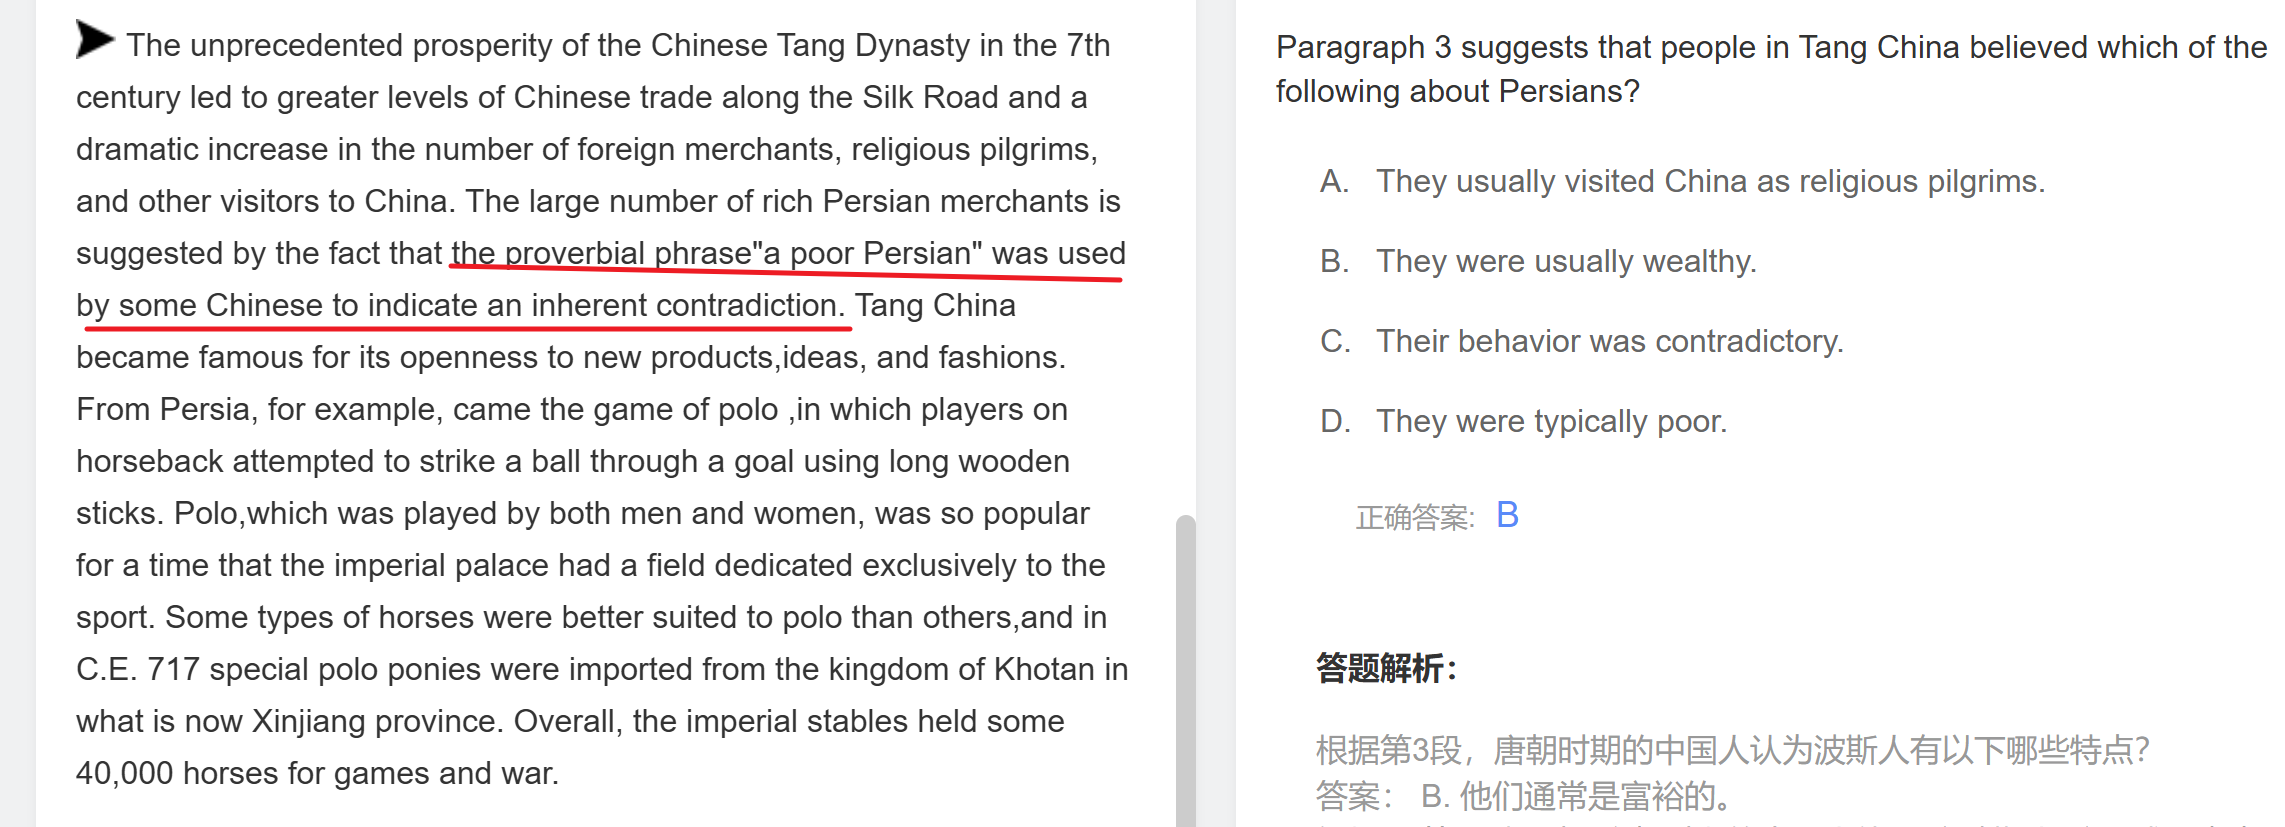 The unprecedented prosperity of the Chinese Tang Dynasty in the 7th
century led to greater levels of Chinese trade along the Silk Road and a
dramatic increase in the number of foreign merchants, religious pilgrims,
and other visitors to China. The large number of rich Persian merchants is
suggested by the fact that the proverbial phrase"a poor Persian" was used
by some Chinese to indicate an inherent contradiction. Tang China
became famous for its openness to new products,ideas, and fashions.
From Persia, for example, came the game of polo ,in which players on
horseback attempted to strike a ball through a goal using long wooden
sticks. Polo,which was played by both men and women, was so popular
for a time that the imperial palace had a field dedicated exclusively to the
sport. Some types of horses were better suited to polo than others,and in
C.E. 717 special polo ponies were imported from the kingdom of Khotan in
what is now Xinjiang province. Overall, the imperial stables held some
40,000 horses for games and war.
Paragraph 3 suggests that people in Tang China believed which of the
following about Persians?
A. They usually visited China as religious pilgrims.
B. They were usually wealthy.
C. Their behavior was contradictory.
D. They were typically poor.
正确答案: B
答题解析：
根据第3段，唐朝时期的中国人认为波斯人有以下哪些特点？
答案： B. 他们通常是富裕的。